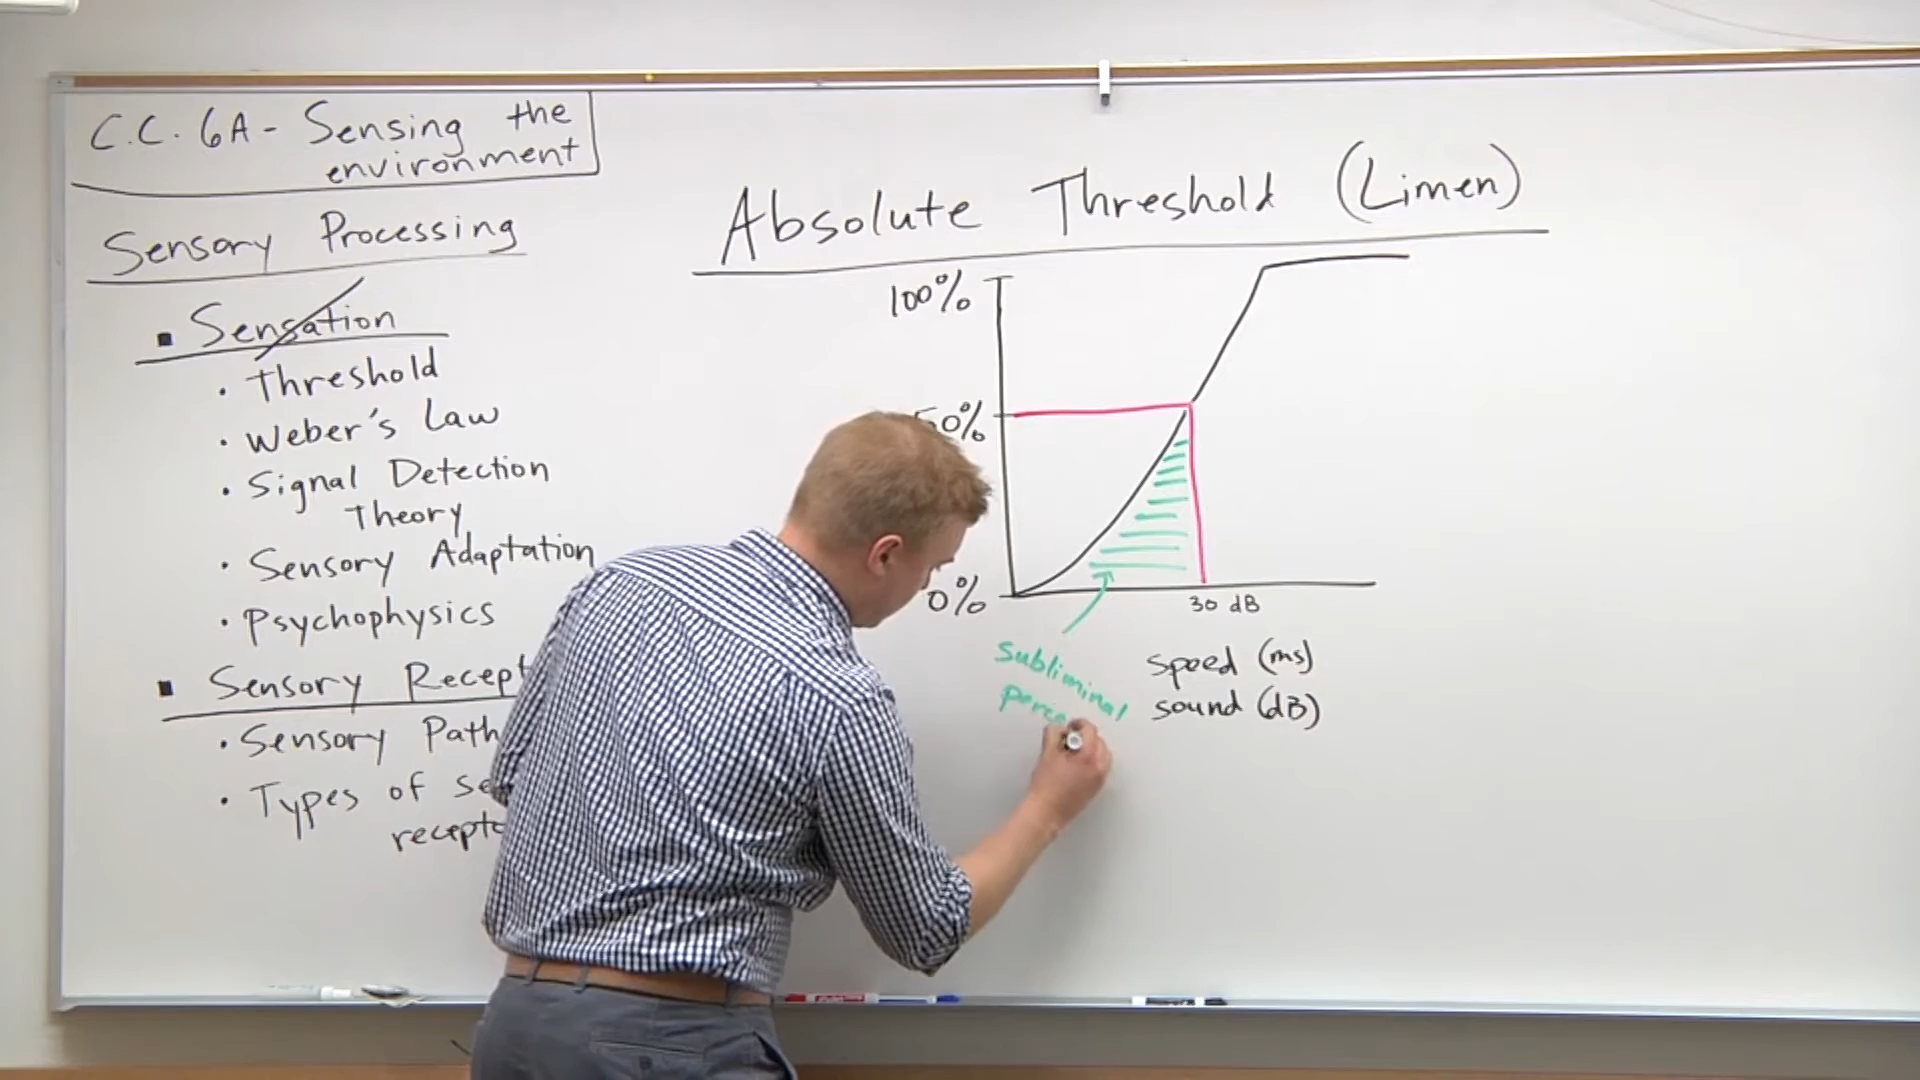 C.C. 6A - Sensing the
environment
Sensory Processing
Sensation
Threshold
Weber's Law
Signal Detection
Theory
Sensory Adaptation
Psychophysics
Sensory
Sensory
Types of
Absolute Threshold (Limen)
100%
50%
0%
30 dB
Speed (ms)
sound (dB)
Subliminal